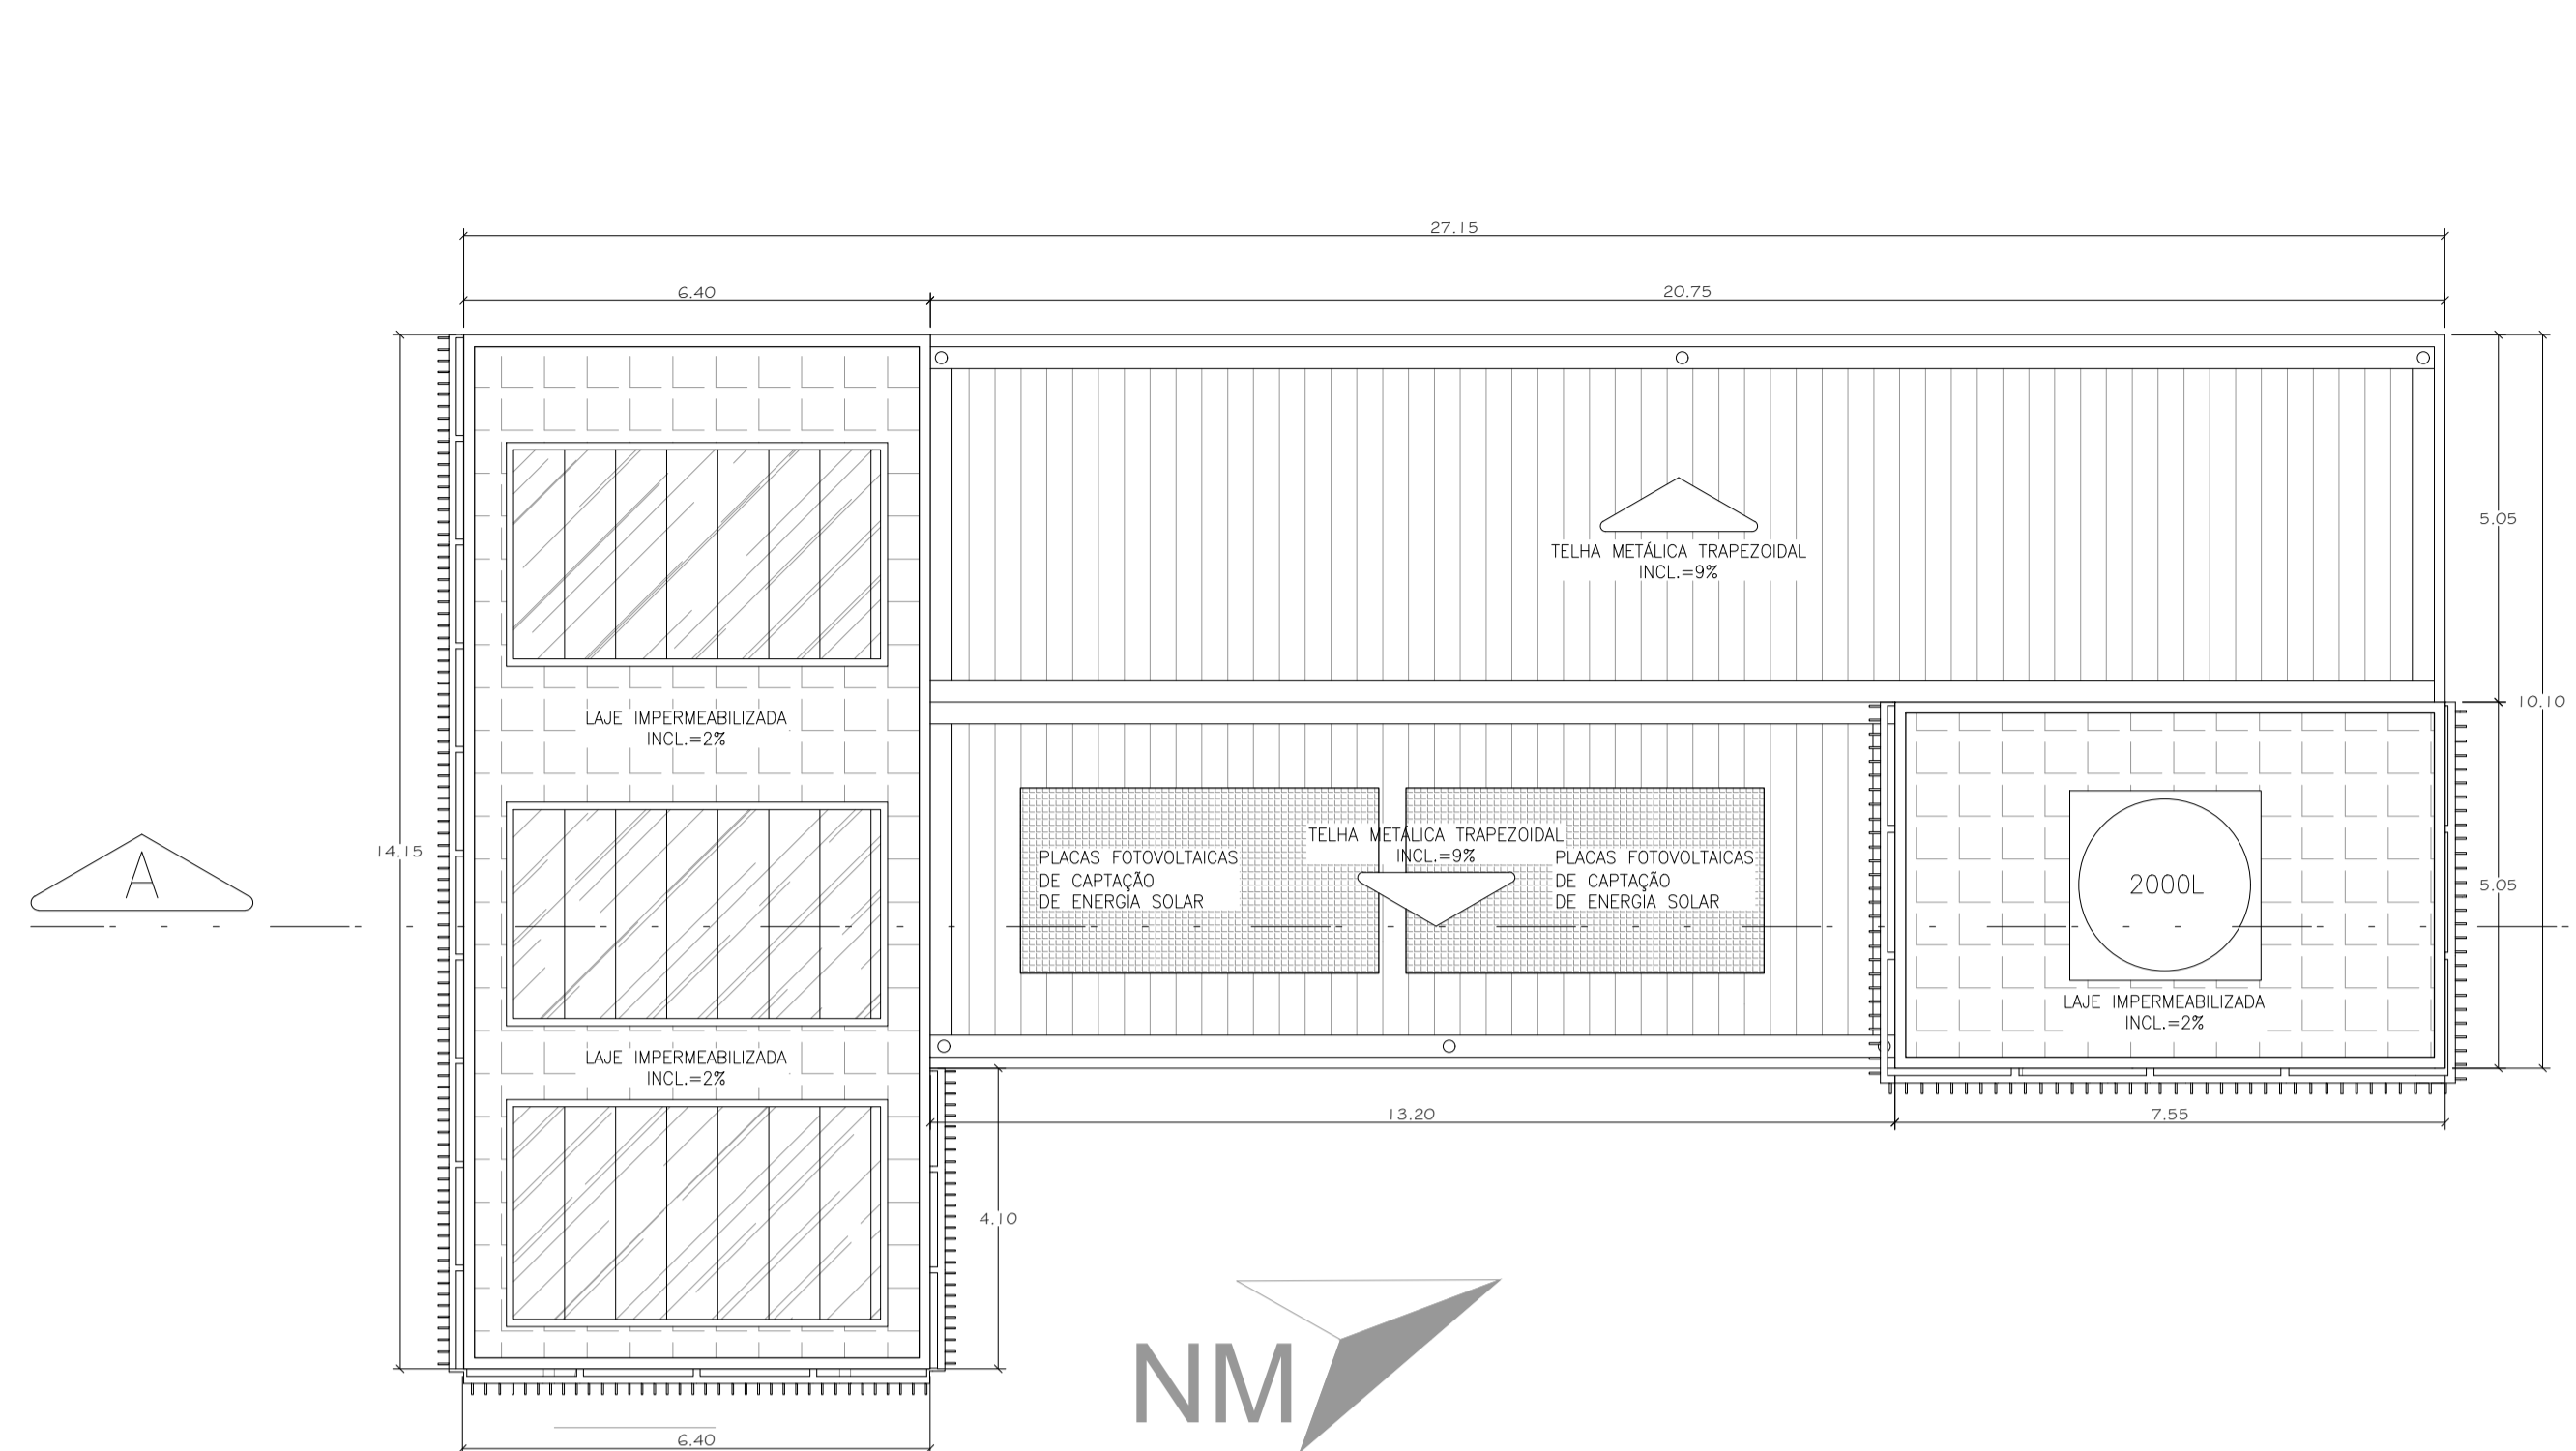 27.15
6.40
20.75
TELHA METÁLICA TRAPEZOIDAL
INCL.=9%
5.05
10.10
LAJE IMPERMEABILIZADA
INCL.=2%
14.15
A
TELHA METÁLICA TRAPEZOIDAL
INCL.=9%
PLACAS FOTOVOLTAICAS
DE CAPTAÇÃO
DE ENERGIA SOLAR
PLACAS FOTOVOLTAICAS
DE CAPTAÇÃO
DE ENERGIA SOLAR
2000L
5.05
LAJE IMPERMEABILIZADA
INCL.=2%
LAJE IMPERMEABILIZADA
INCL.=2%
13.20
7.55
4.10
NM
6.40